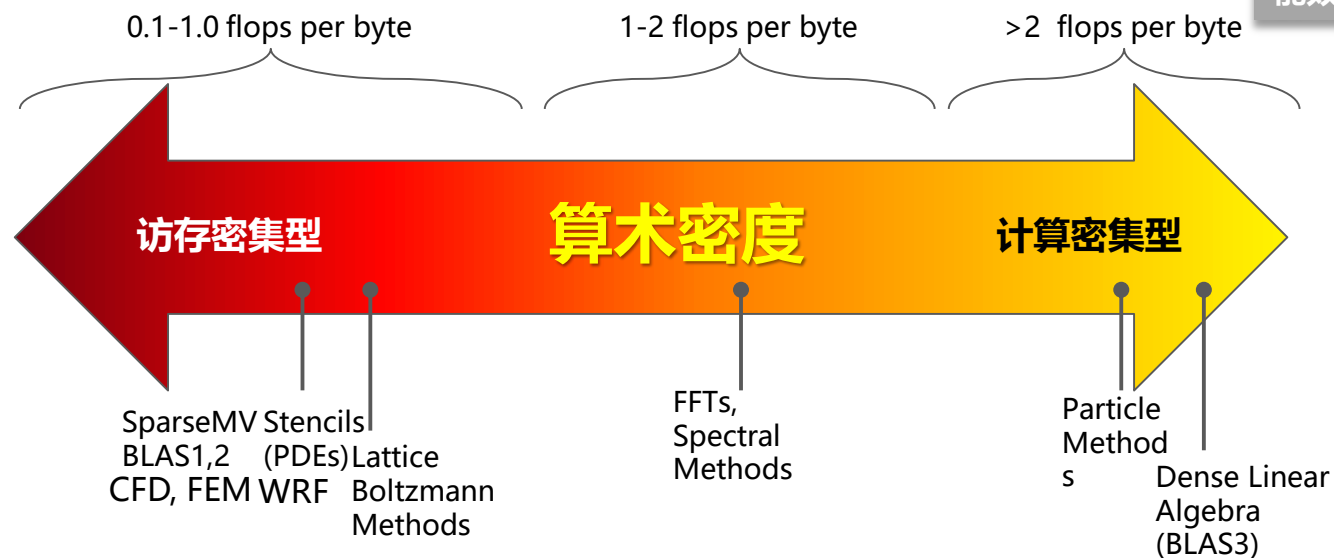 0.1-1.0 flops per byte
1-2 flops per byte
>2 flops per byte
访存密集型
算术密度
计算密集型
SparseMV
BLAS1,2
CFD, FEM
Stencils
(PDEs)
WRF
Lattice
Boltzmann
Methods
FFTs,
Spectral
Methods
Particle
Method
s
Dense Linear
Algebra
(BLAS3)